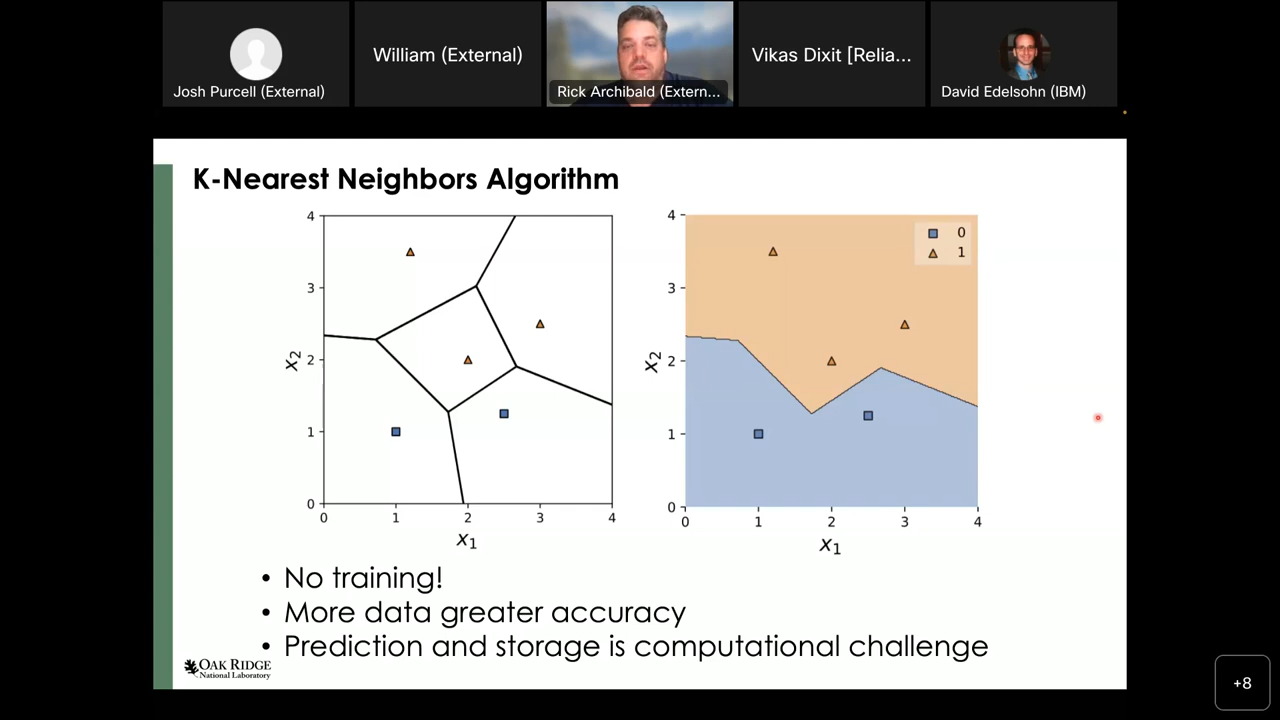 Josh Purcell (External)
William (External)
Rick Archibald (Extern...
Vikas Dixit [Relia...
David Edelsohn (IBM)
K-Nearest Neighbors Algorithm
4
3
2
1
0
0 1 2 3 4
x2
x1
4
3
2
1
0
0 1 2 3 4
x2
x1
0
1
• No training!
• More data greater accuracy
• Prediction and storage is computational challenge
OAK RIDGE
National Laboratory
+8